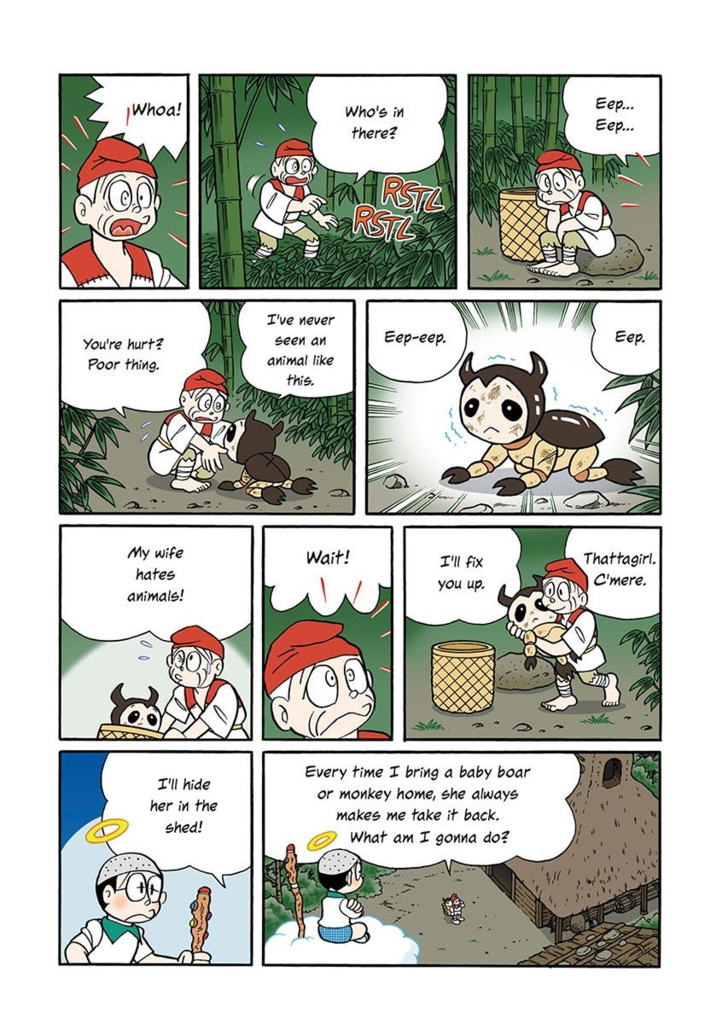 Eep...
Eep...
Who's in
there?
RSTL
RSTL
Whoa!
Eep.
Eep-eep.
I've never
seen an
animal like
this.
You're hurt?
Poor thing.
Thattagirl.
C'mere.
I'll fix
you up.
Wait!
My wife
hates
animals!
Every time I bring a baby boar
or monkey home, she always
makes me take it back.
What am I gonna do?
I'll hide
her in the
shed!